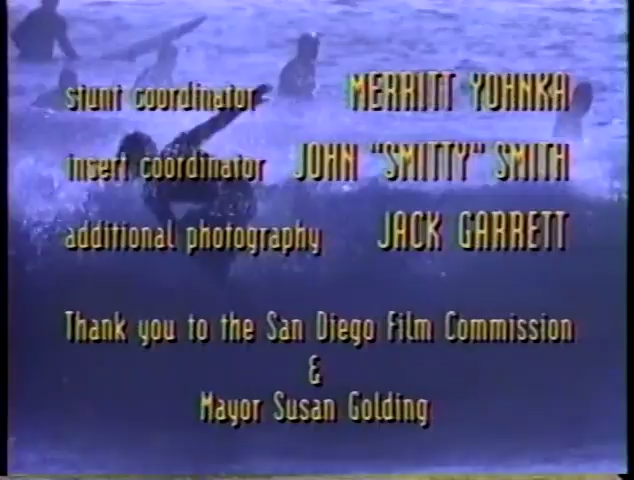 stunt coordinator MERRITT YOHNKA
insert coordinator JOHN "SMITTY" SMITH
additional photography JACK GARRETT
Thank you to the San Diego Film Commission
&
Mayor Susan Golding